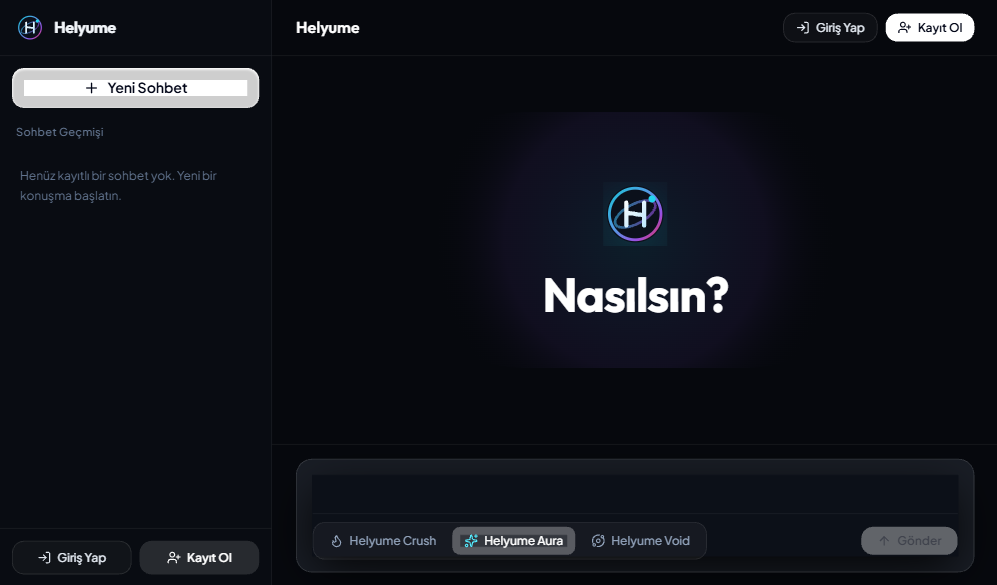 H Helyume
Helyume
Giriş Yap
Kayıt Ol
Yeni Sohbet
Sohbet Geçmişi
Henüz kayıtlı bir sohbet yok. Yeni bir
konuşma başlatın.
H
Nasılsın?
Helyume Crush
Helyume Aura
Helyume Void
Gönder
Giriş Yap
Kayıt Ol